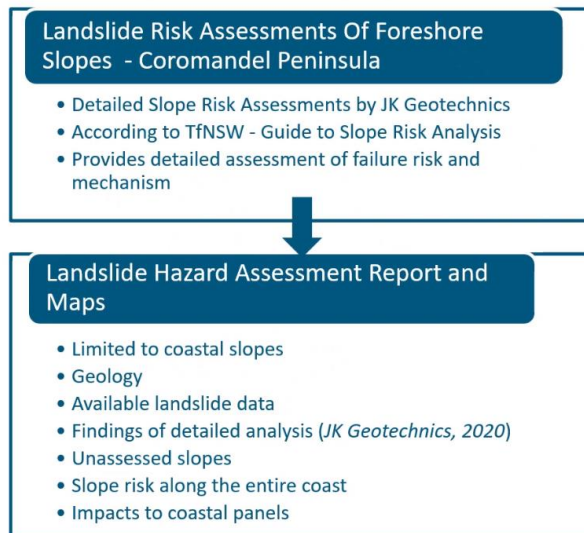 Landslide Risk Assessments Of Foreshore
Slopes - Coromandel Peninsula
• Detailed Slope Risk Assessments by JK Geotechnics
• According to TfNSW - Guide to Slope Risk Analysis
• Provides detailed assessment of failure risk and
mechanism
Landslide Hazard Assessment Report and
Maps
• Limited to coastal slopes
• Geology
• Available landslide data
• Findings of detailed analysis (JK Geotechnics, 2020)
• Unassessed slopes
• Slope risk along the entire coast
• Impacts to coastal panels